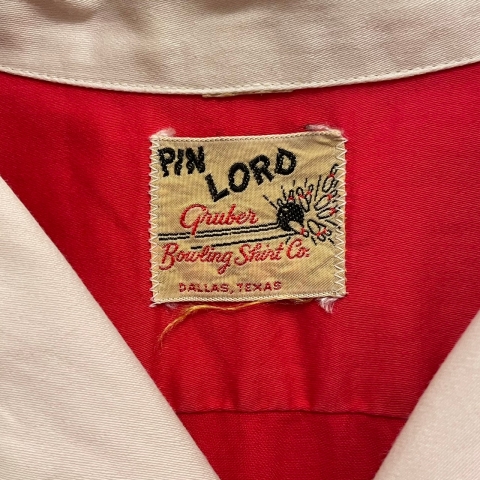 PIN LORD
Gruber
Bowling Shirt Co.
DALLAS, TEXAS